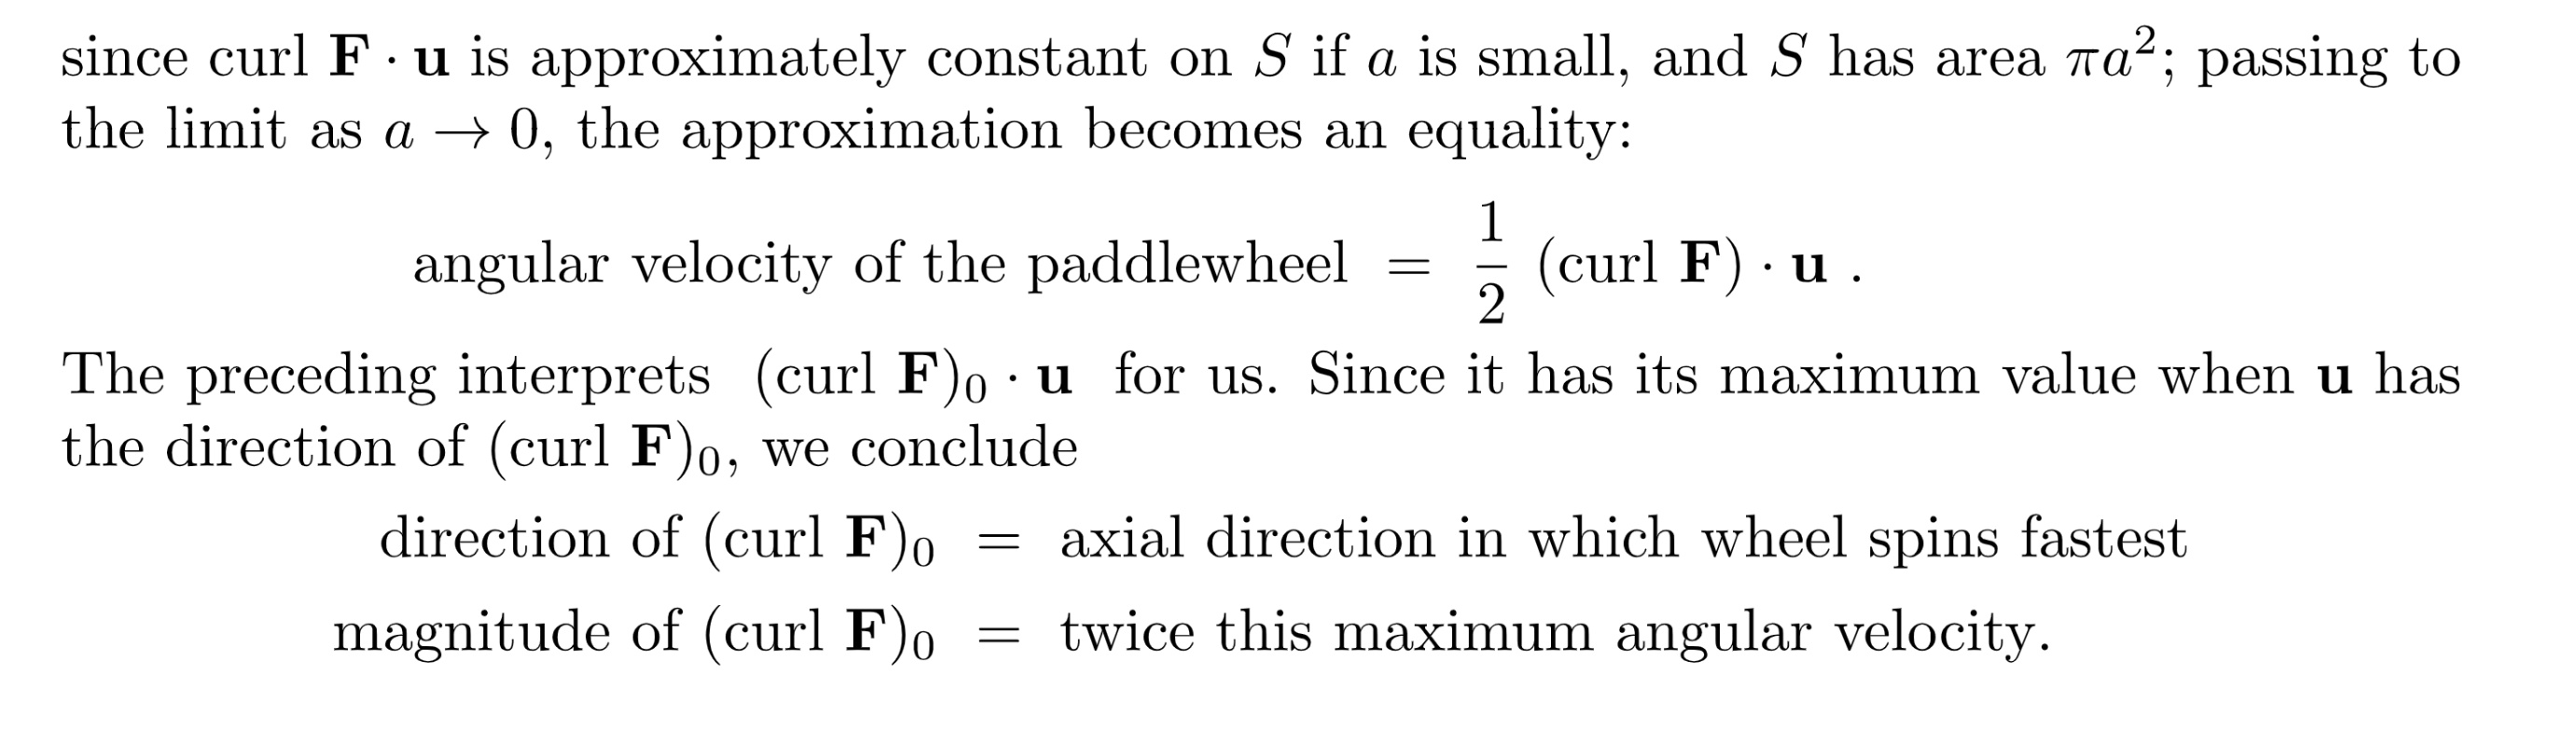 since curl F · u is approximately constant on S if a is small, and S has area πa²; passing to
the limit as a → 0, the approximation becomes an equality:
angular velocity of the paddlewheel = 1/2 (curl F) · u .
The preceding interprets (curl F)₀ · u for us. Since it has its maximum value when u has
the direction of (curl F)₀, we conclude
direction of (curl F)₀ = axial direction in which wheel spins fastest
magnitude of (curl F)₀ = twice this maximum angular velocity.